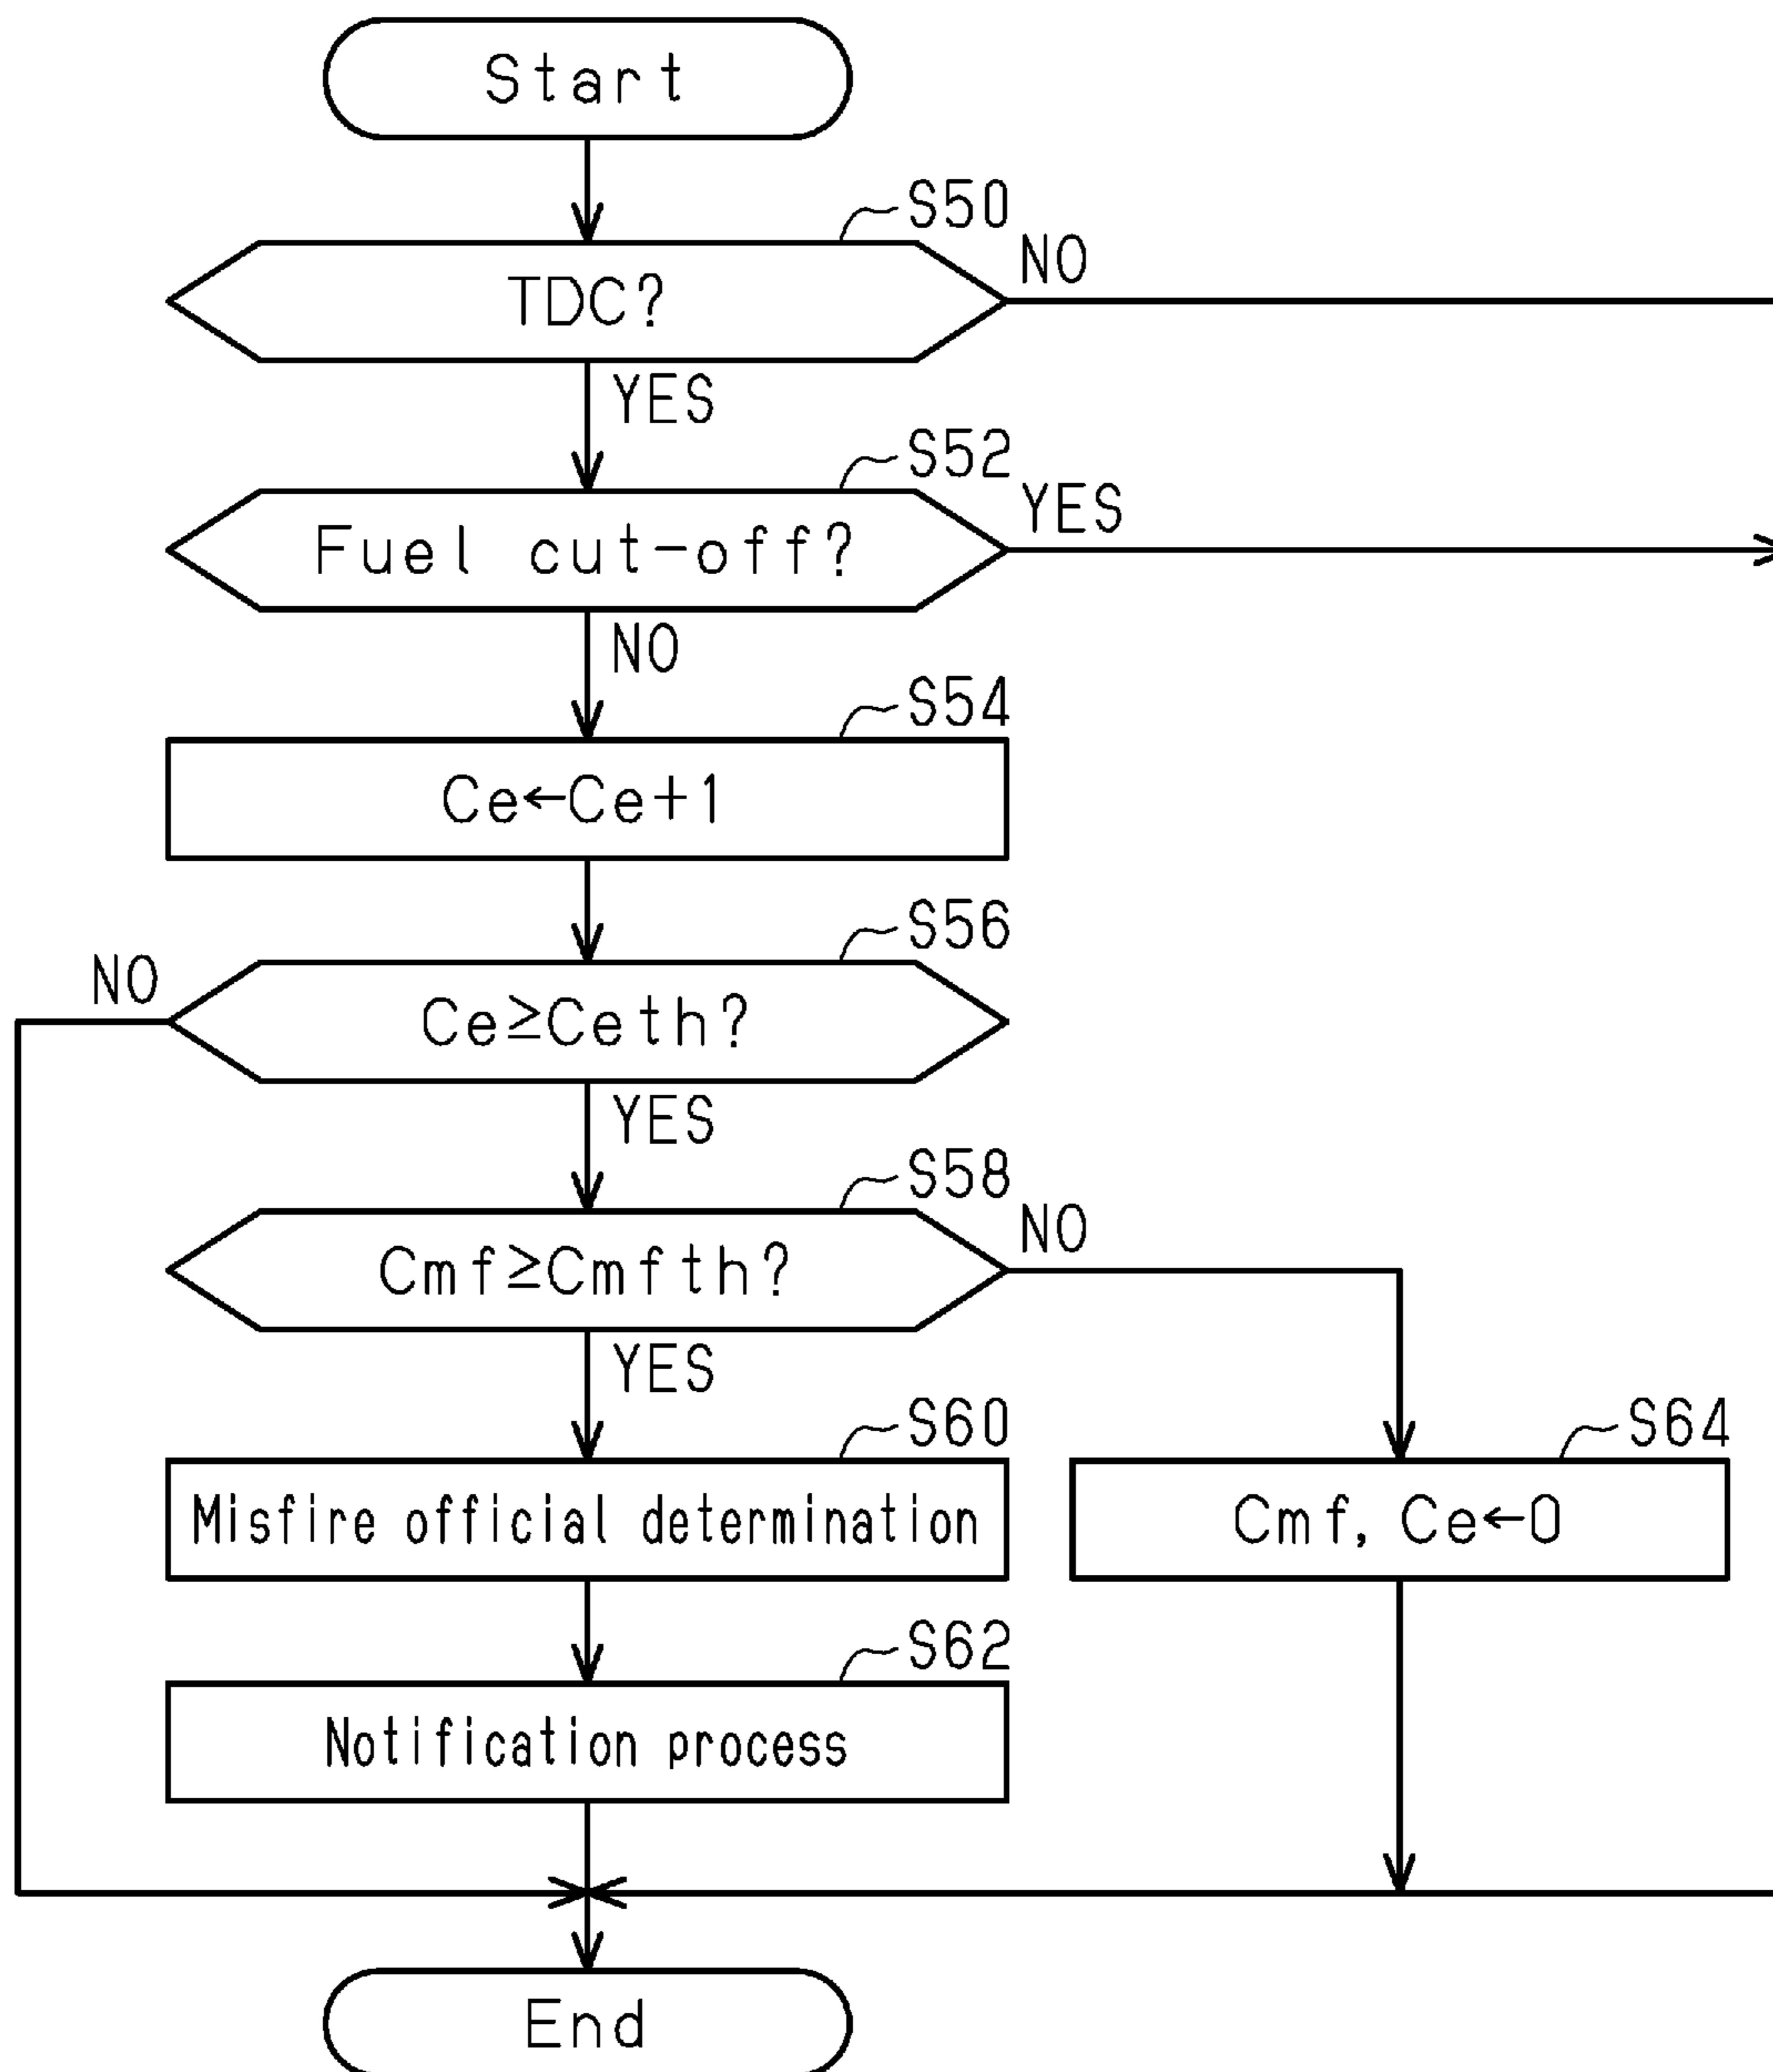 Start
S50
TDC?
NO
YES
S52
Fuel cut-off?
YES
NO
S54
Ce←Ce+1
S56
NO
Ce≥Ceth?
YES
S58
Cmf≥Cmfth?
NO
YES
S60
Misfire official determination
S64
Cmf, Ce←0
S62
Notification process
End